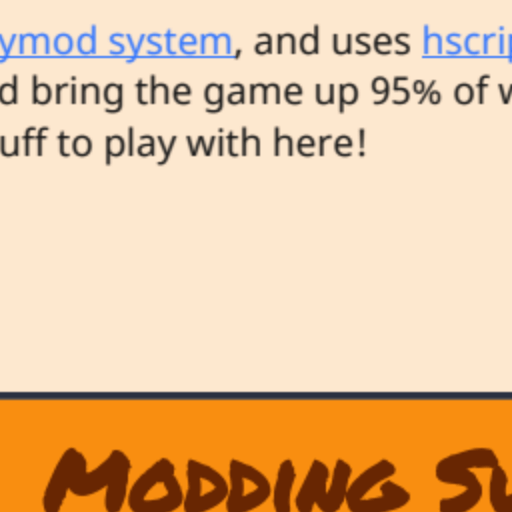 ymod system, and uses hscrip
d bring the game up 95% of w
uff to play with here!
Modding Su